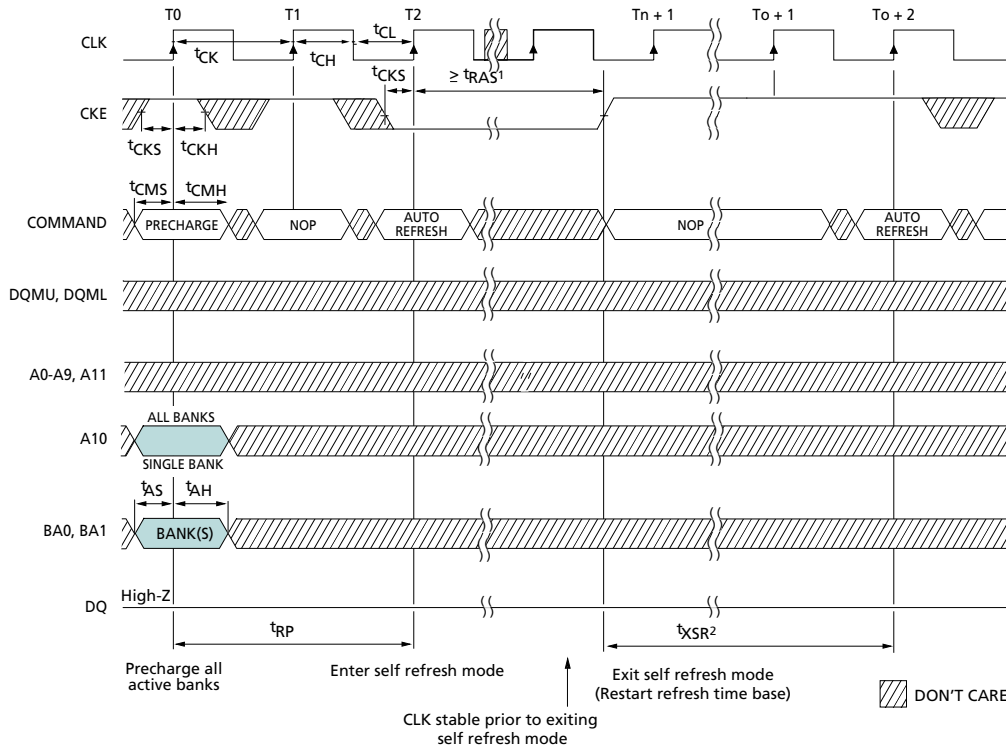 T0 T1 T2 Tn + 1 To + 1 To + 2
CLK
tCK tCH tCL
tCKS ≥ tRAS1
CKE
tCKS tCKH
tCMS tCMH
COMMAND PRECHARGE NOP AUTO REFRESH NOP AUTO REFRESH
DQMU, DQML
A0-A9, A11
ALL BANKS
A10
SINGLE BANK
tAS tAH
BA0, BA1 BANK(S)
High-Z
DQ
tRP tXSR2
Precharge all
active banks
Enter self refresh mode
CLK stable prior to exiting
self refresh mode
Exit self refresh mode
(Restart refresh time base)
DON'T CARE